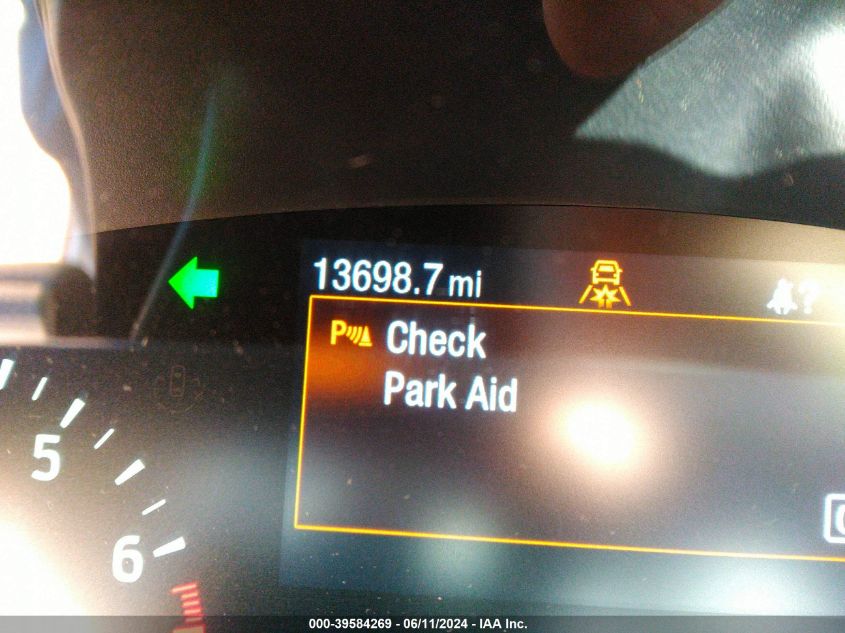 13698.7 mi
?
P Check
Park Aid
5
6
000-39584269 - 06/11/2024 - IAA Inc.